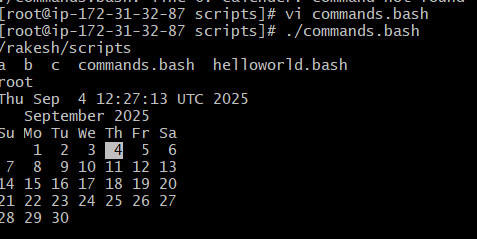 [root@ip-172-31-32-87 scripts]# vi commands.bash
[root@ip-172-31-32-87 scripts]# ./commands.bash
/rakesh/scripts
a  b  c  commands.bash  helloworld.bash
root
Thu Sep  4 12:27:13 UTC 2025
   September 2025
Su Mo Tu We Th Fr Sa
    1  2  3  4  5  6
 7  8  9 10 11 12 13
14 15 16 17 18 19 20
21 22 23 24 25 26 27
28 29 30